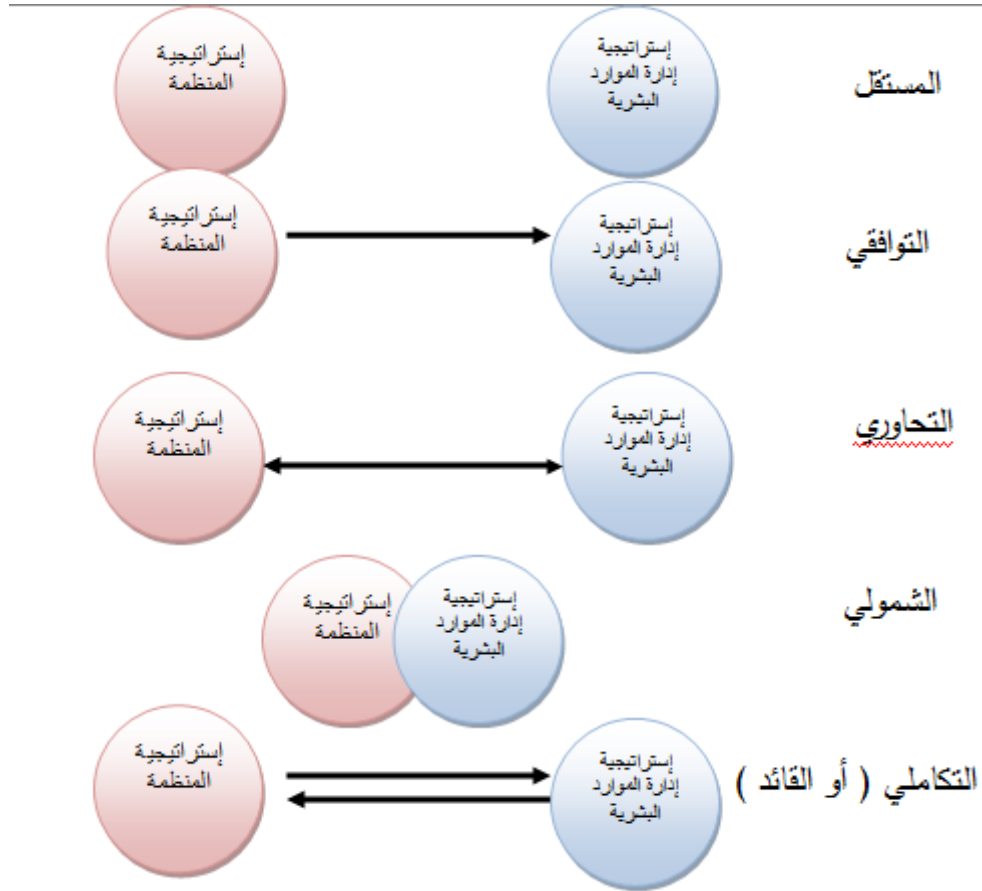 المستقل
إستراتيجية
إدارة الموارد
البشرية
إستراتيجية
المنظمة
التوافقي
إستراتيجية
إدارة الموارد
البشرية
إستراتيجية
المنظمة
التحاوري
إستراتيجية
إدارة الموارد
البشرية
إستراتيجية
المنظمة
الشمولي
إستراتيجية
إدارة الموارد
البشرية
إستراتيجية
المنظمة
التكاملي ( أو القائد )
إستراتيجية
إدارة الموارد
البشرية
إستراتيجية
المنظمة